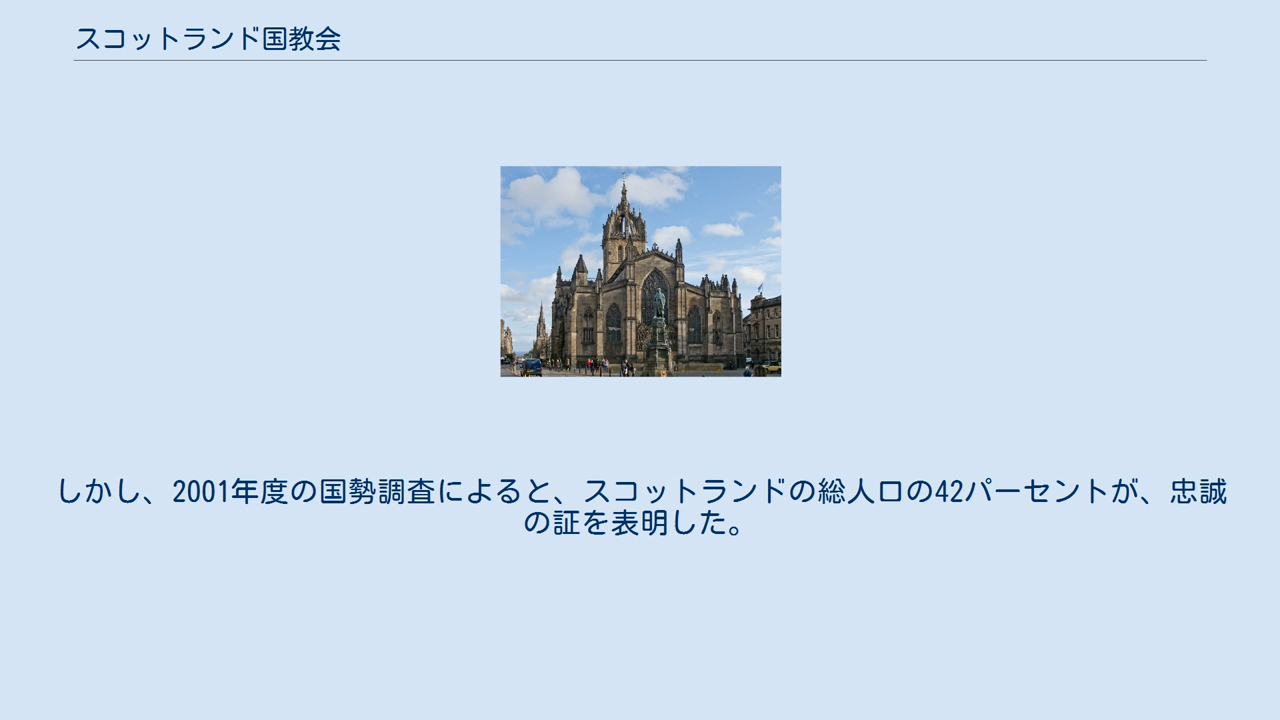 スコットランド国教会
しかし、2001年度の国勢調査によると、スコットランドの総人口の42パーセントが、忠誠
の証を表明した。